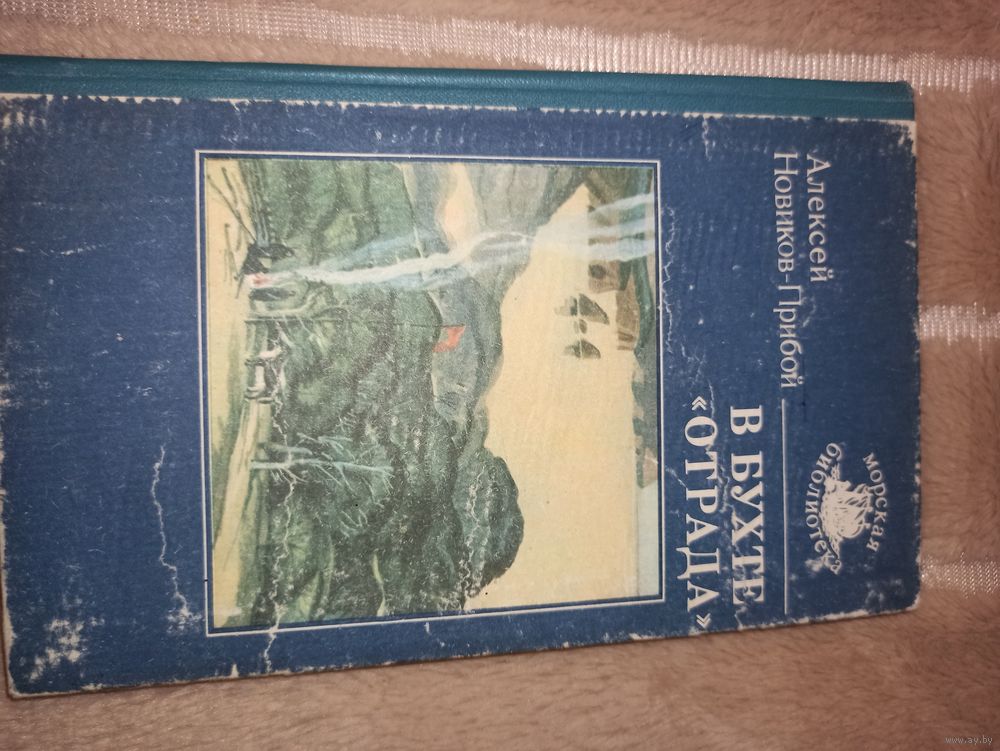 Алексей
Новиков-Прибой
морская
библиотека
В БУХТЕ
«ОТРАДА»
www.ay.by